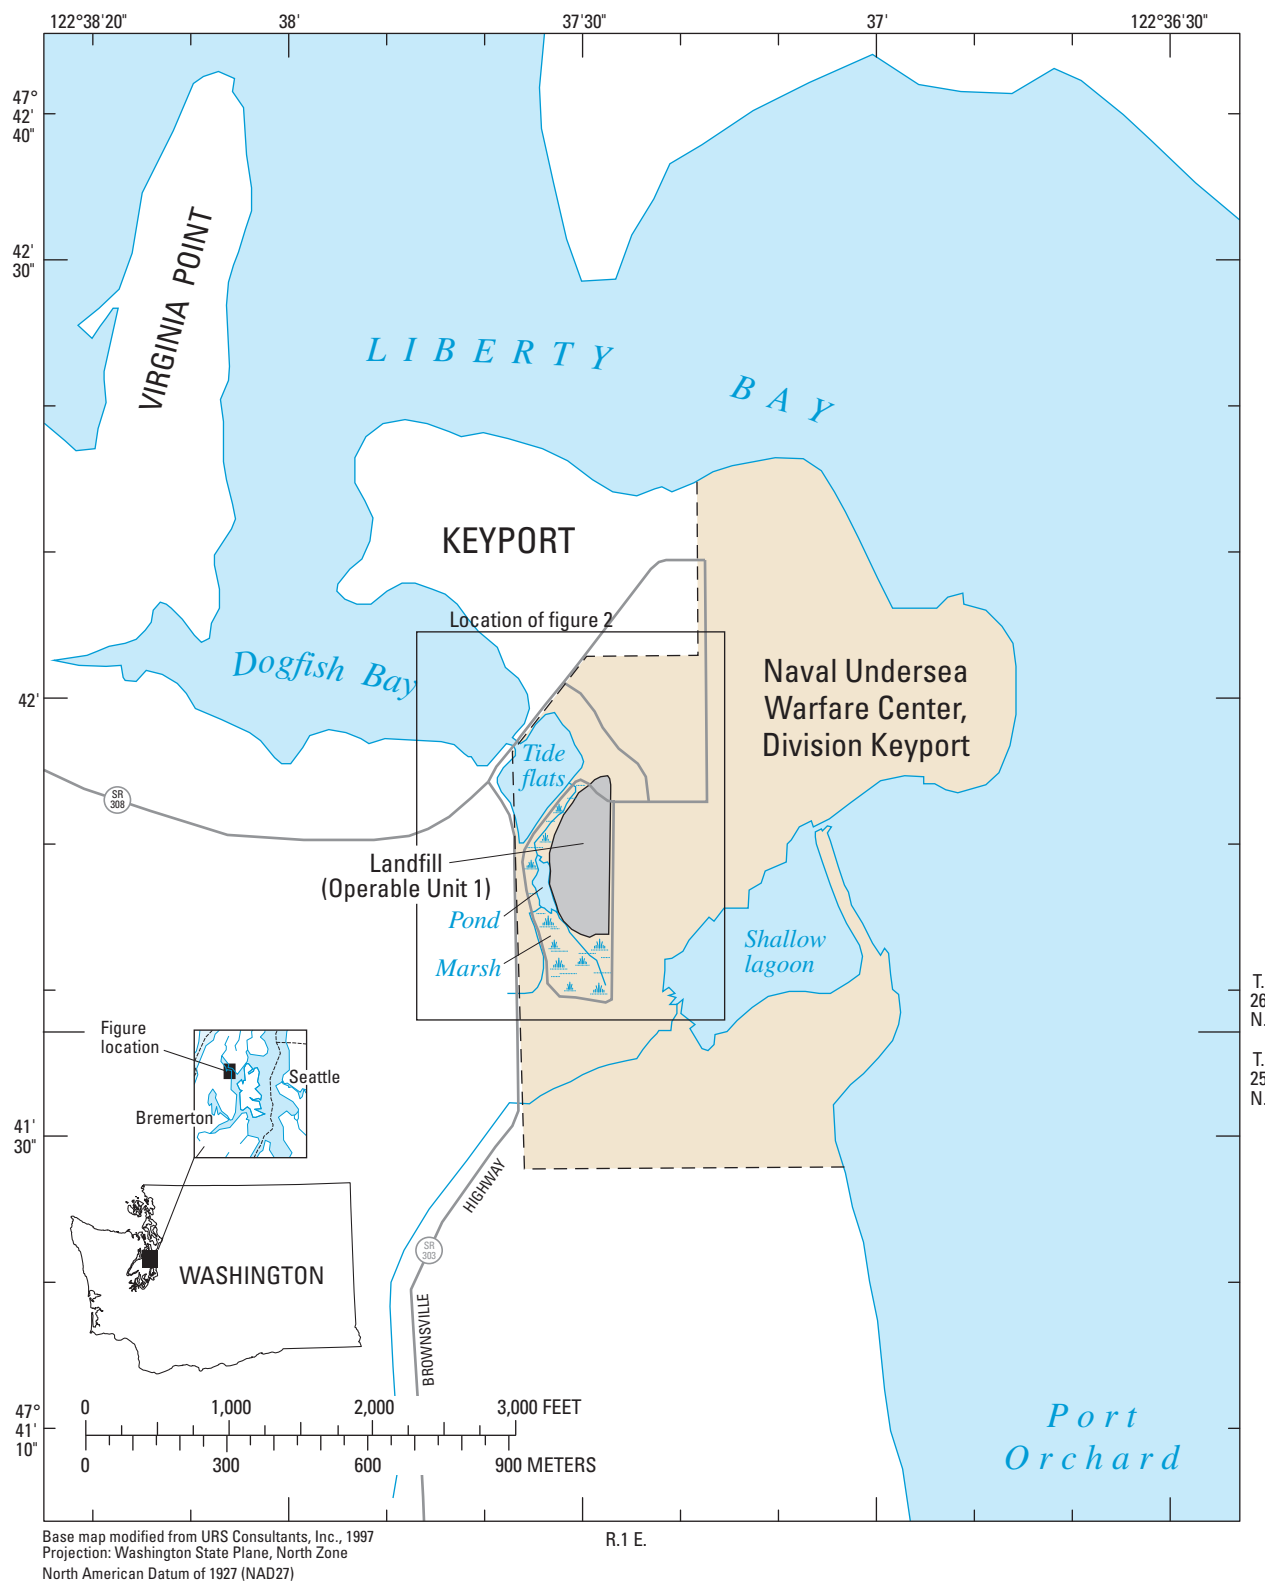 122°38'20"
38'
37'30"
37'
122°36'30"
47°
42'
40"
42'
30"
VIRGINIA POINT
LIBERTY BAY
KEYPORT
Location of figure 2
Dogfish Bay
Naval Undersea
Warfare Center,
Division Keyport
42'
Tide
flats
SR
308
Landfill
(Operable Unit 1)
Pond
Marsh
Shallow
lagoon
T.
26
N.
T.
25
N.
Figure
location
Seattle
Bremerton
41'
30"
HIGHWAY
SR
303
WASHINGTON
BROWNSVILLE
0 1,000 2,000 3,000 FEET
0 300 600 900 METERS
47°
41'
10"
Port
Orchard
Base map modified from URS Consultants, Inc., 1997
Projection: Washington State Plane, North Zone
North American Datum of 1927 (NAD27)
R.1 E.